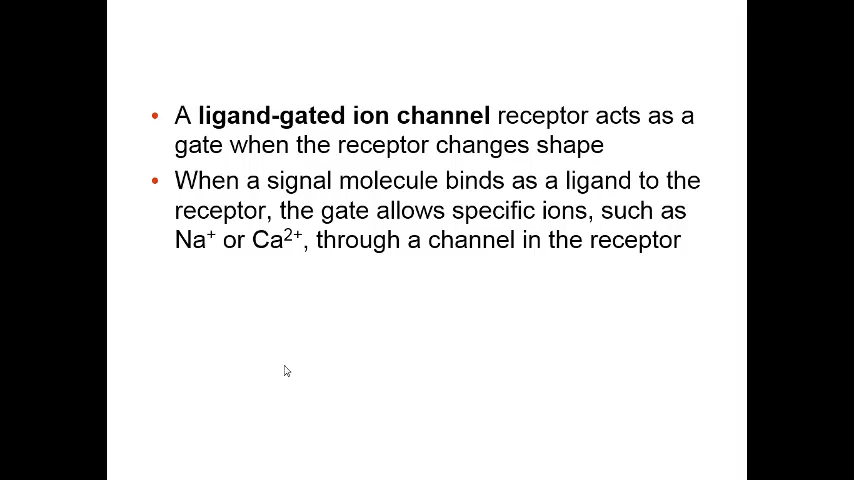 • A ligand-gated ion channel receptor acts as a
gate when the receptor changes shape
• When a signal molecule binds as a ligand to the
receptor, the gate allows specific ions, such as
Na⁺ or Ca²⁺, through a channel in the receptor